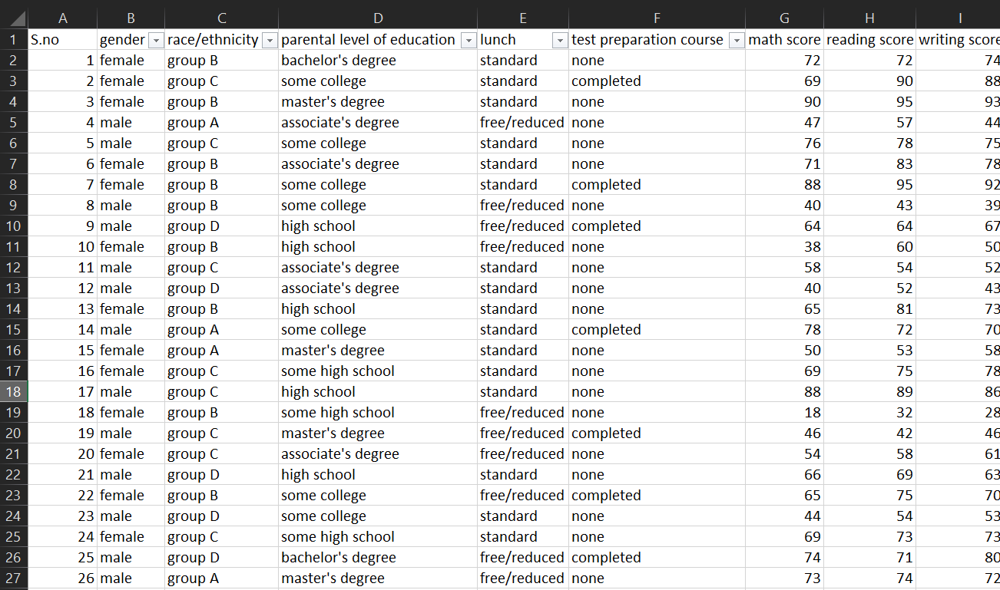 A B C D E F G H I
1 S.no gender race/ethnicity parental level of education lunch test preparation course math score reading score writing score
2 1 female group B bachelor's degree standard none 72 72 74
3 2 female group C some college standard completed 69 90 88
4 3 female group B master's degree standard none 90 95 93
5 4 male group A associate's degree free/reduced none 47 57 44
6 5 male group C some college standard none 76 78 75
7 6 female group B associate's degree standard none 71 83 78
8 7 female group B some college standard completed 88 95 92
9 8 male group B some college free/reduced none 40 43 39
10 9 male group D high school free/reduced completed 64 64 67
11 10 female group B high school free/reduced none 38 60 50
12 11 male group C associate's degree standard none 58 54 52
13 12 male group D associate's degree standard none 40 52 43
14 13 female group B high school standard none 65 81 73
15 14 male group A some college standard completed 78 72 70
16 15 female group A master's degree standard none 50 53 58
17 16 female group C some high school standard none 69 75 78
18 17 male group C high school standard none 88 89 86
19 18 female group B some high school free/reduced none 18 32 28
20 19 male group C master's degree free/reduced completed 46 42 46
21 20 female group C associate's degree free/reduced none 54 58 61
22 21 male group D high school standard none 66 69 63
23 22 female group B some college free/reduced completed 65 75 70
24 23 male group D some college standard none 44 54 53
25 24 female group C some high school standard none 69 73 73
26 25 male group D bachelor's degree free/reduced completed 74 71 80
27 26 male group A master's degree free/reduced none 73 74 72